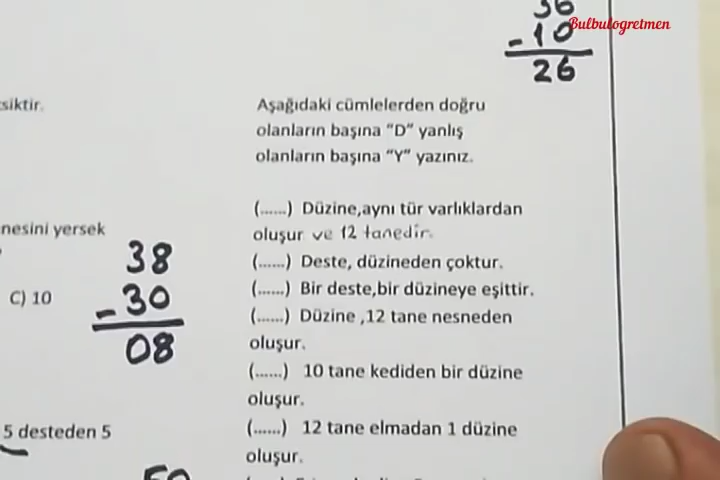 36
- 10
26
Bulbulogretmen
siktir.
Aşağıdaki cümlelerden doğru
olanların başına "D" yanlış
olanların başına "Y" yazınız.
(......) Düzine,aynı tür varlıklardan
oluşur ve 12 tanedir.
nesini yersek
38
- 30
08
C) 10
(......) Deste, düzineden çoktur.
(......) Bir deste,bir düzineye eşittir.
(......) Düzine ,12 tane nesneden
oluşur.
(......) 10 tane kediden bir düzine
oluşur.
5 desteden 5
(......) 12 tane elmadan 1 düzine
oluşur.